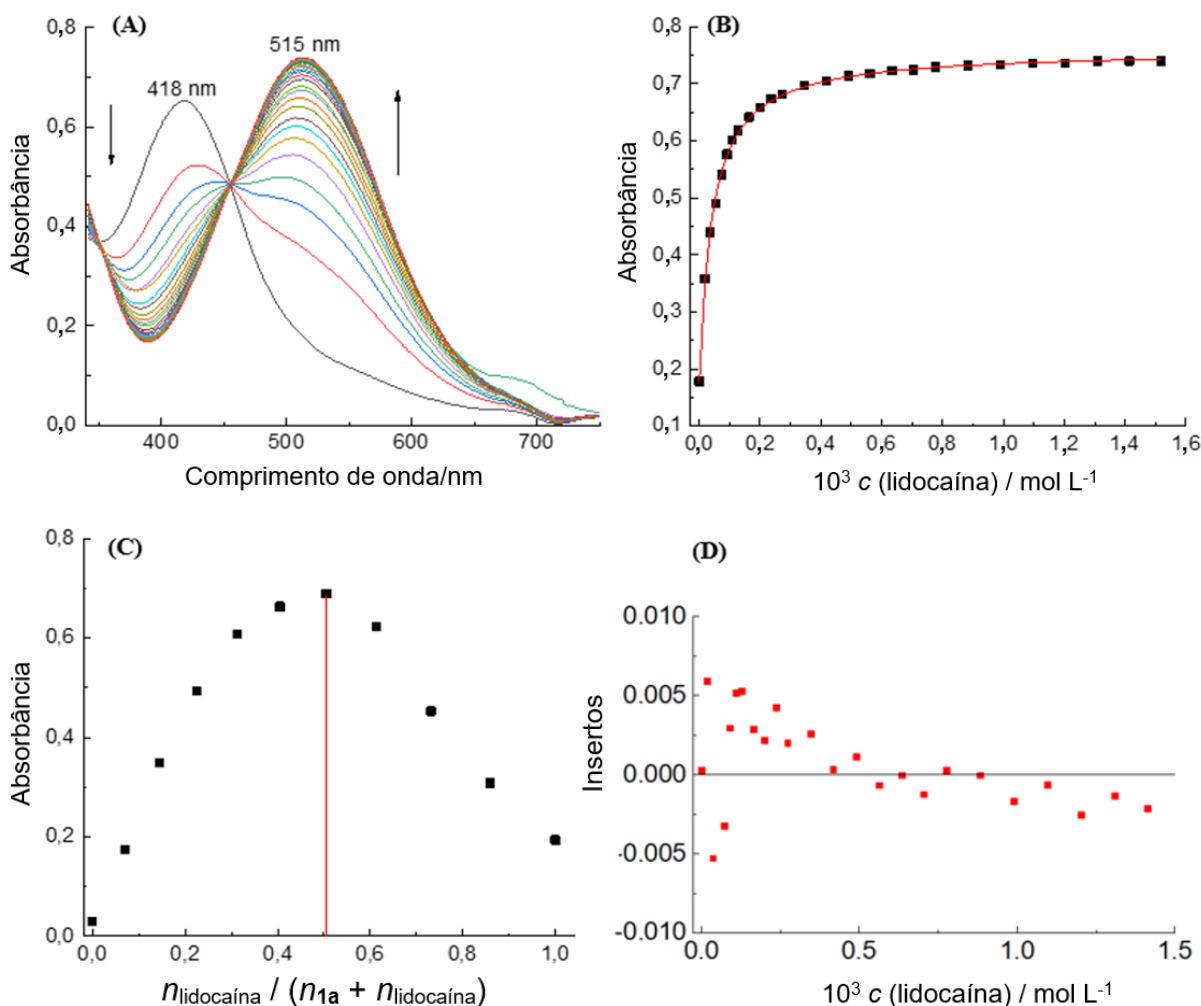 (A)
0,8
0,6
0,4
0,2
0,0
Absorbância
418 nm
515 nm
400 500 600 700
Comprimento de onda/nm
(B)
0,8
0,7
0,6
0,5
0,4
0,3
0,2
0,1
Absorbância
0,0 0,2 0,4 0,6 0,8 1,0 1,2 1,4 1,6
10³ c (lidocaína) / mol L⁻¹
(C)
0,8
0,6
0,4
0,2
0,0
Absorbância
0,0 0,2 0,4 0,6 0,8 1,0
nlidocaína / (n1a + nlidocaína)
(D)
0.010
0.005
0.000
-0.005
-0.010
Insertos
0.0 0.5 1.0 1.5
10³ c (lidocaína) / mol L⁻¹